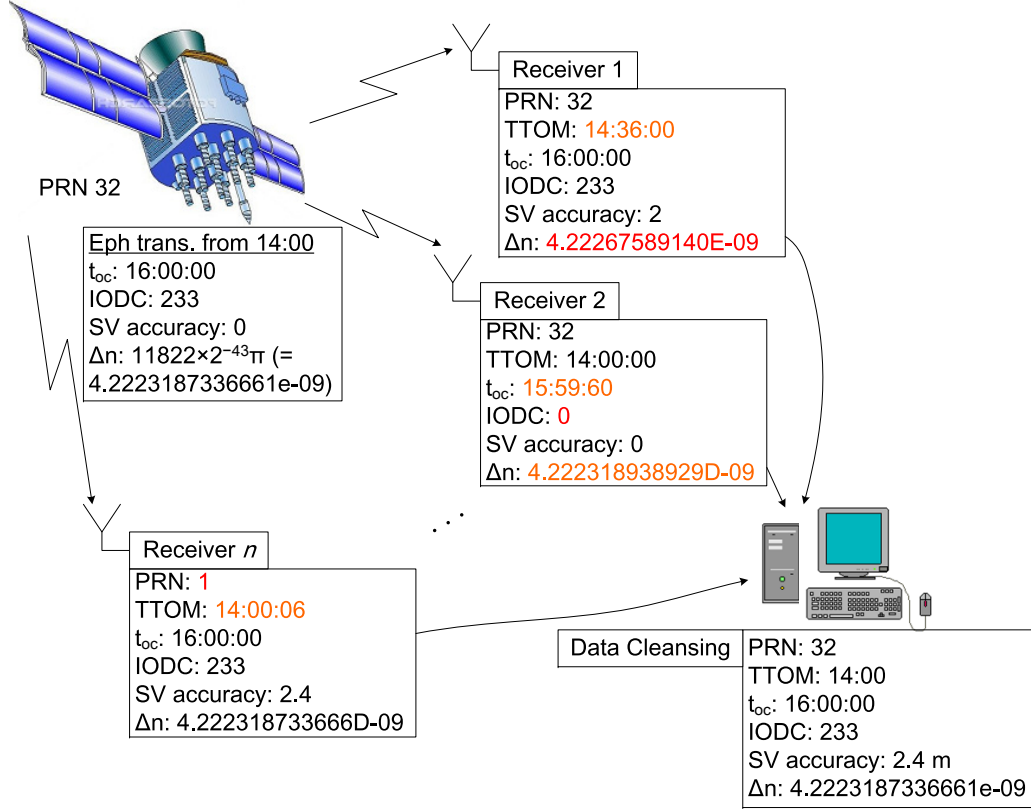 PRN 32
Eph trans. from 14:00
t_oc: 16:00:00
IODC: 233
SV accuracy: 0
Δn: 11822×2⁻⁴³π (=
4.2223187336661e-09)
Receiver 1
PRN: 32
TTOM: 14:36:00
t_oc: 16:00:00
IODC: 233
SV accuracy: 2
Δn: 4.22267589140E-09
Receiver 2
PRN: 32
TTOM: 14:00:00
t_oc: 15:59:60
IODC: 0
SV accuracy: 0
Δn: 4.222318938929D-09
. . .
Receiver n
PRN: 1
TTOM: 14:00:06
t_oc: 16:00:00
IODC: 233
SV accuracy: 2.4
Δn: 4.222318733666D-09
Data Cleansing
PRN: 32
TTOM: 14:00
t_oc: 16:00:00
IODC: 233
SV accuracy: 2.4 m
Δn: 4.2223187336661e-09